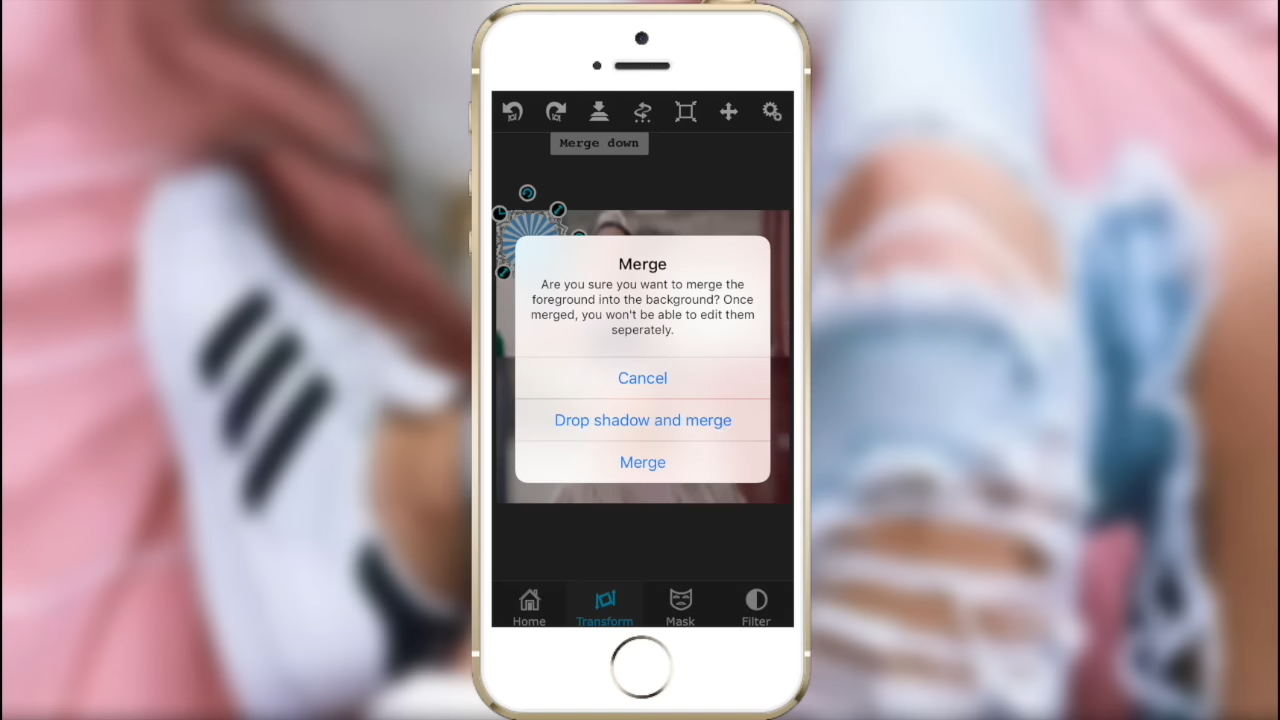 Merge down
Merge
Are you sure you want to merge the
foreground into the background? Once
merged, you won't be able to edit them
seperately.
Cancel
Drop shadow and merge
Merge
Home Transform Mask Filter